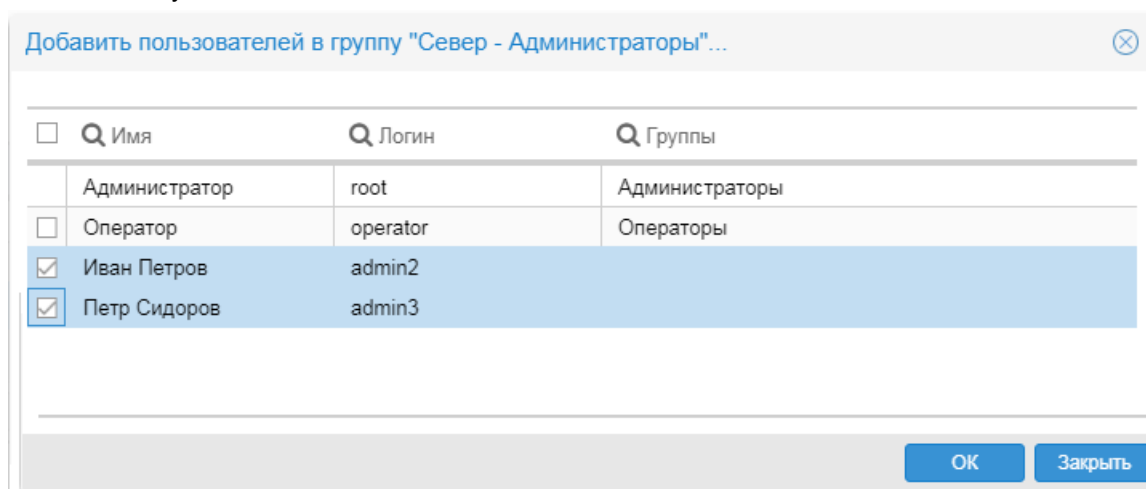 Добавить пользователей в группу "Север - Администраторы"...
Имя Логин Группы
Администратор root Администраторы
Оператор operator Операторы
Иван Петров admin2
Петр Сидоров admin3
ОК Закрыть